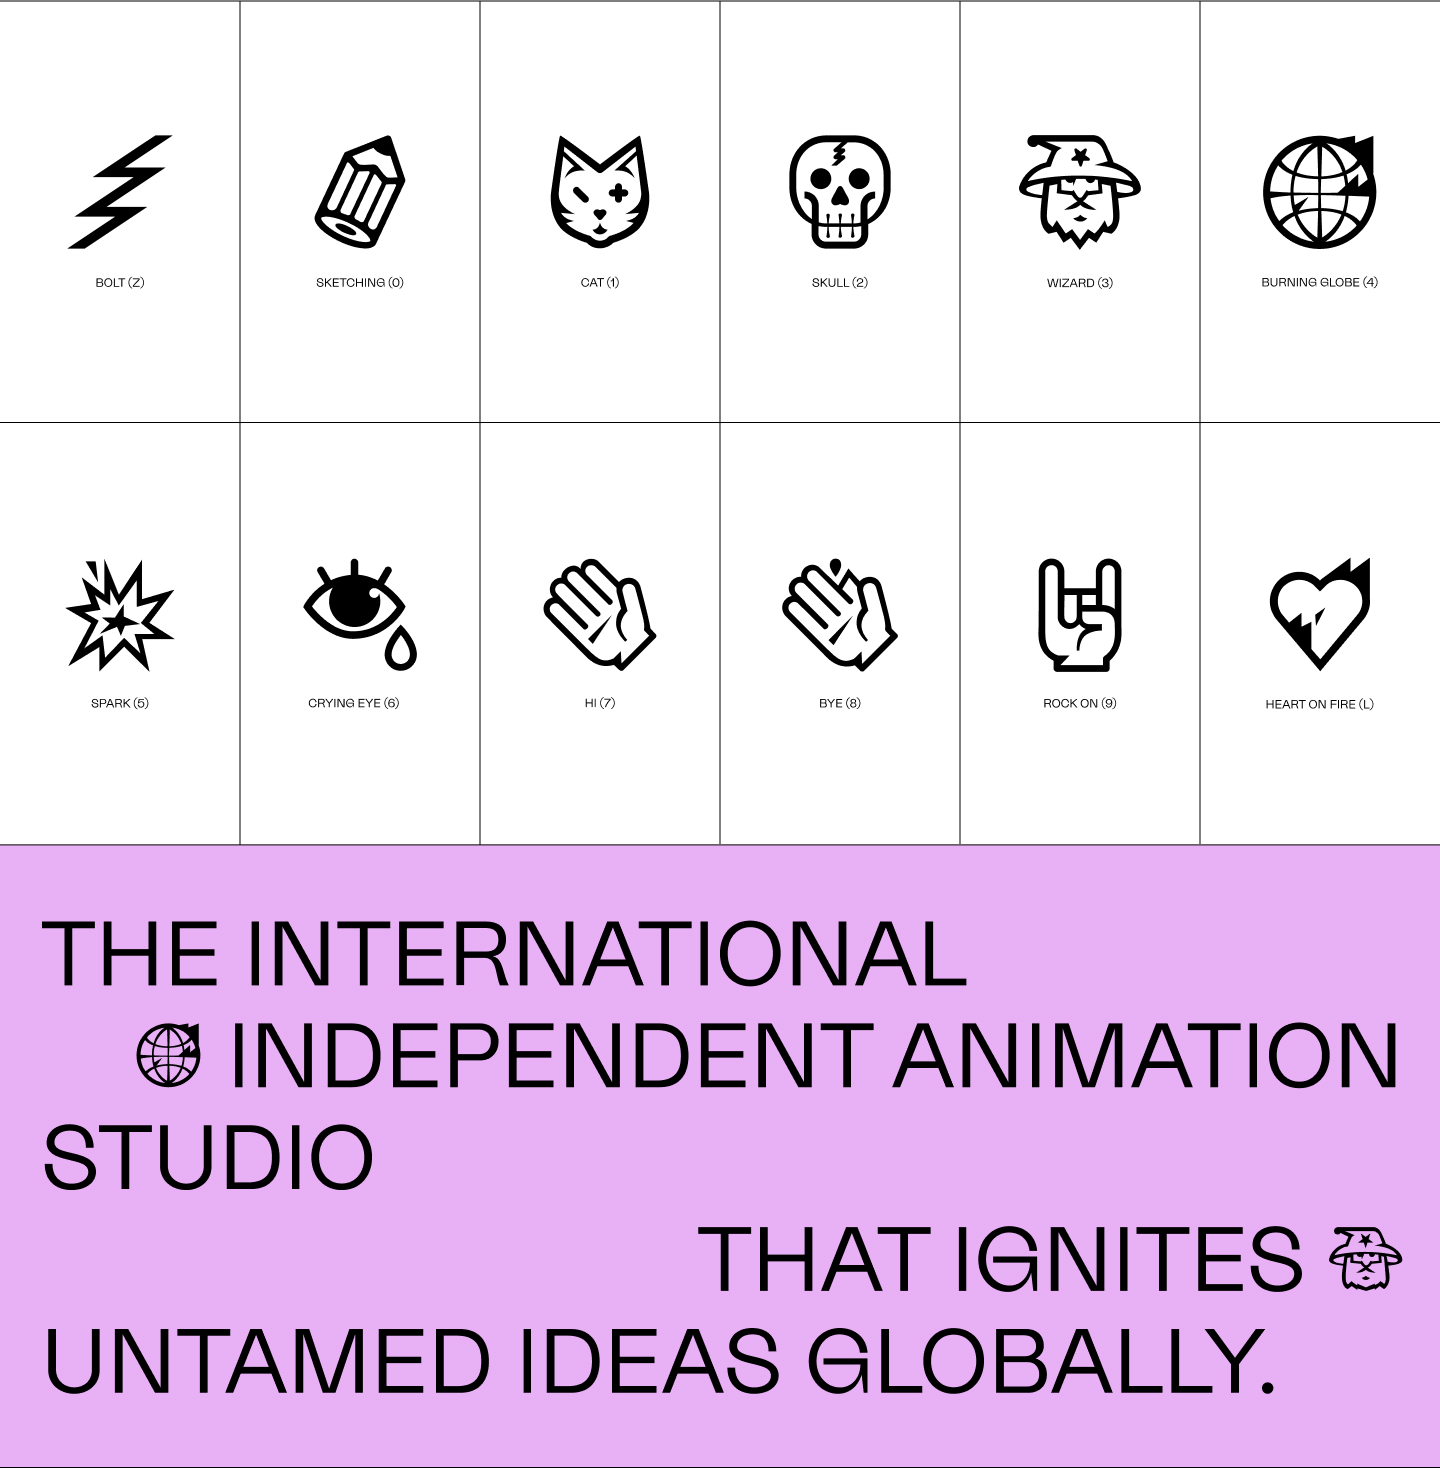 BOLT (Z)
SKETCHING (0)
CAT (1)
SKULL (2)
WIZARD (3)
BURNING GLOBE (4)
SPARK (5)
CRYING EYE (6)
HI (7)
BYE (8)
ROCK ON (9)
HEART ON FIRE (L)
THE INTERNATIONAL
INDEPENDENT ANIMATION
STUDIO
THAT IGNITES
UNTAMED IDEAS GLOBALLY.